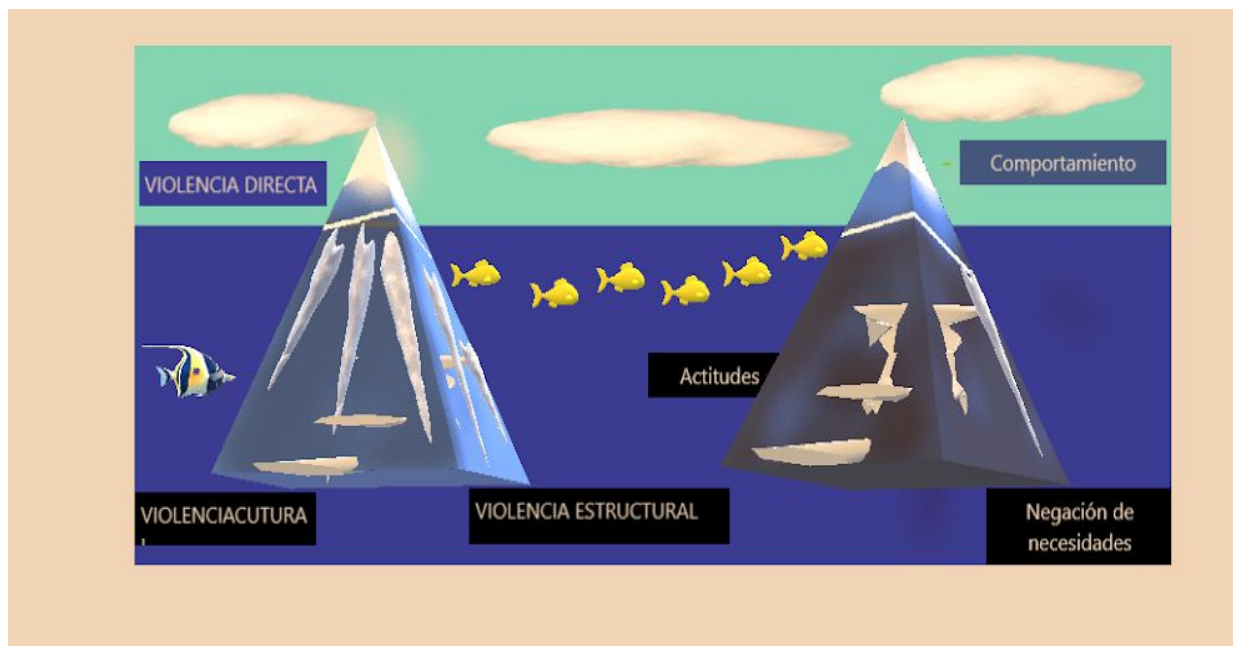 VIOLENCIA DIRECTA
Comportamiento
Actitudes
VIOLENCIACUTURA
l
VIOLENCIA ESTRUCTURAL
Negación de
necesidades